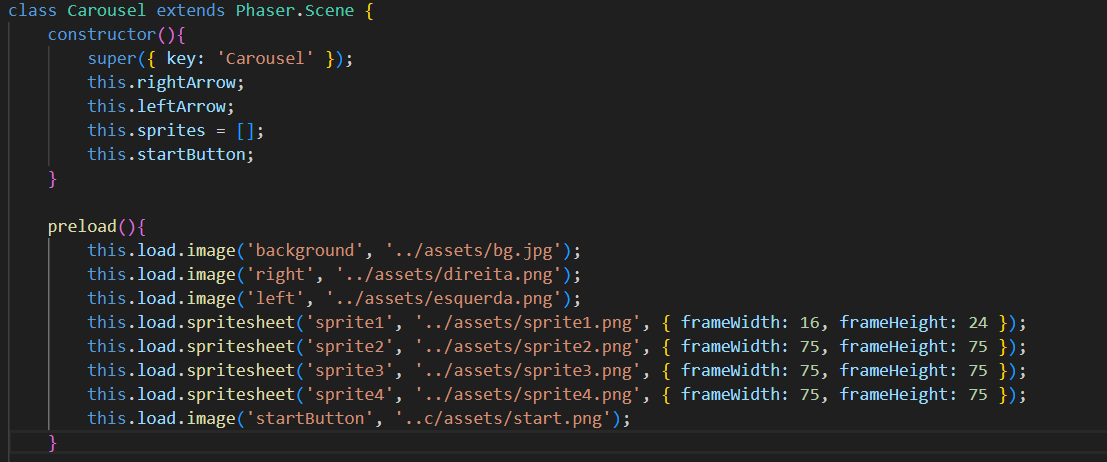 class Carousel extends Phaser.Scene {
    constructor(){
        super({ key: 'Carousel' });
        this.rightArrow;
        this.leftArrow;
        this.sprites = [];
        this.startButton;
    }

    preload(){
        this.load.image('background', '../assets/bg.jpg');
        this.load.image('right', '../assets/direita.png');
        this.load.image('left', '../assets/esquerda.png');
        this.load.spritesheet('sprite1', '../assets/sprite1.png', { frameWidth: 16, frameHeight: 24 });
        this.load.spritesheet('sprite2', '../assets/sprite2.png', { frameWidth: 75, frameHeight: 75 });
        this.load.spritesheet('sprite3', '../assets/sprite3.png', { frameWidth: 75, frameHeight: 75 });
        this.load.spritesheet('sprite4', '../assets/sprite4.png', { frameWidth: 75, frameHeight: 75 });
        this.load.image('startButton', '..c/assets/start.png');
    }